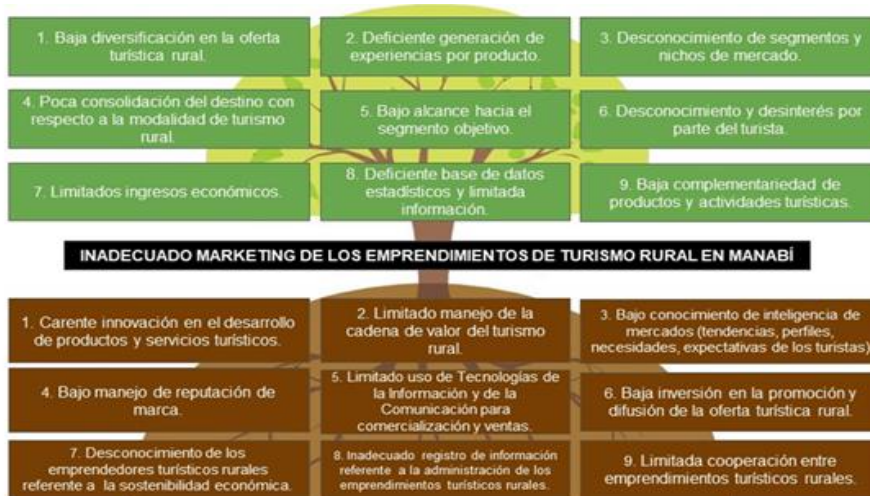 1. Baja diversificación en la oferta
turística rural.
2. Deficiente generación de
experiencias por producto.
3. Desconocimiento de segmentos y
nichos de mercado.
4. Poca consolidación del destino con
respecto a la modalidad de turismo
rural.
5. Bajo alcance hacia el
segmento objetivo.
6. Desconocimiento y desinterés por
parte del turista.
7. Limitados ingresos económicos.
8. Deficiente base de datos
estadísticos y limitada
información.
9. Baja complementariedad de
productos y actividades turísticas.
INADECUADO MARKETING DE LOS EMPRENDIMIENTOS DE TURISMO RURAL EN MANABÍ
1. Carente innovación en el desarrollo
de productos y servicios turísticos.
2. Limitado manejo de la
cadena de valor del turismo
rural.
3. Bajo conocimiento de inteligencia de
mercados (tendencias, perfiles,
necesidades, expectativas de los turistas)
4. Bajo manejo de reputación de
marca.
5. Limitado uso de Tecnologías de
la Información y de la
Comunicación para
comercialización y ventas.
6. Baja inversión en la promoción y
difusión de la oferta turística rural.
7. Desconocimiento de los
emprendedores turísticos rurales
referente a la sostenibilidad económica.
8. Inadecuado registro de información
referente a la administración de los
emprendimientos turísticos rurales.
9. Limitada cooperación entre
emprendimientos turísticos rurales.